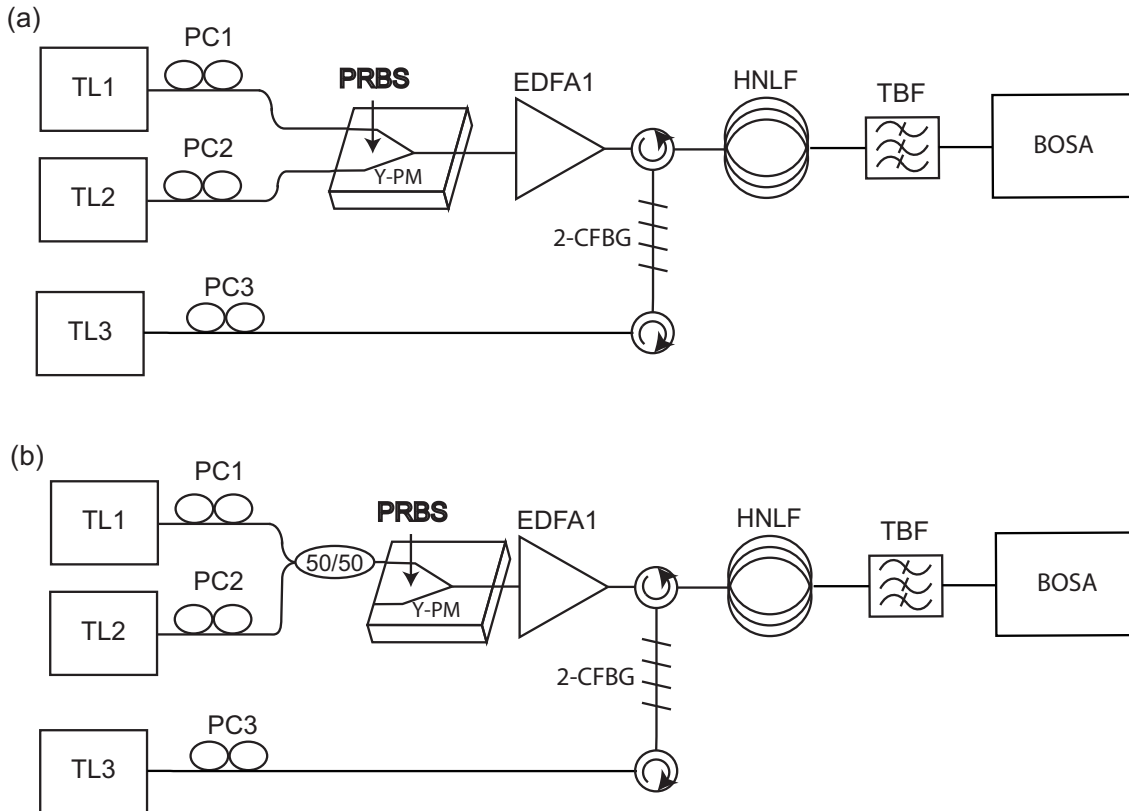 (a)
PC1
TL1
PRBS
EDFA1
HNLF
TBF
BOSA
PC2
TL2
Y-PM
2-CFBG
PC3
TL3
(b)
PC1
TL1
PRBS
EDFA1
HNLF
TBF
50/50
BOSA
PC2
TL2
Y-PM
2-CFBG
PC3
TL3